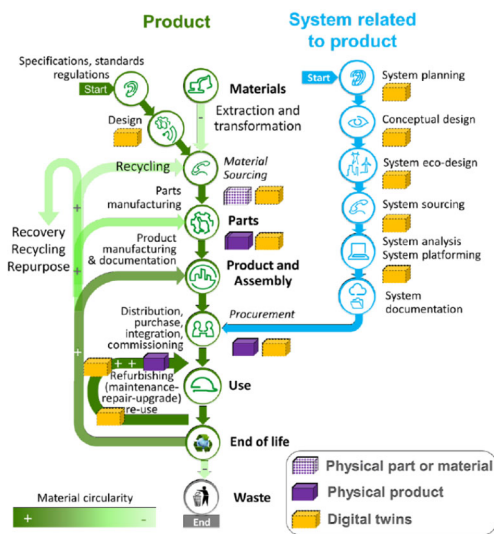 Product
System related
to product
Specifications, standards
regulations
Start
Design
Materials
-
Extraction and
transformation
Recycling
Material
Sourcing
Parts
manufacturing
Parts
Product
manufacturing
& documentation
Product and
Assembly
Recovery
Recycling
Repurpose
+
+
+
Distribution,
purchase,
integration,
commissioning
Procurement
+ +
Refurbishing
(maintenance-
repair-upgrade)
re-use
Use
End of life
-
Waste
End
Start
System planning
Conceptual design
System eco-design
System sourcing
System analysis
System platforming
System
documentation
Material circularity
+ -
Physical part or material
Physical product
Digital twins